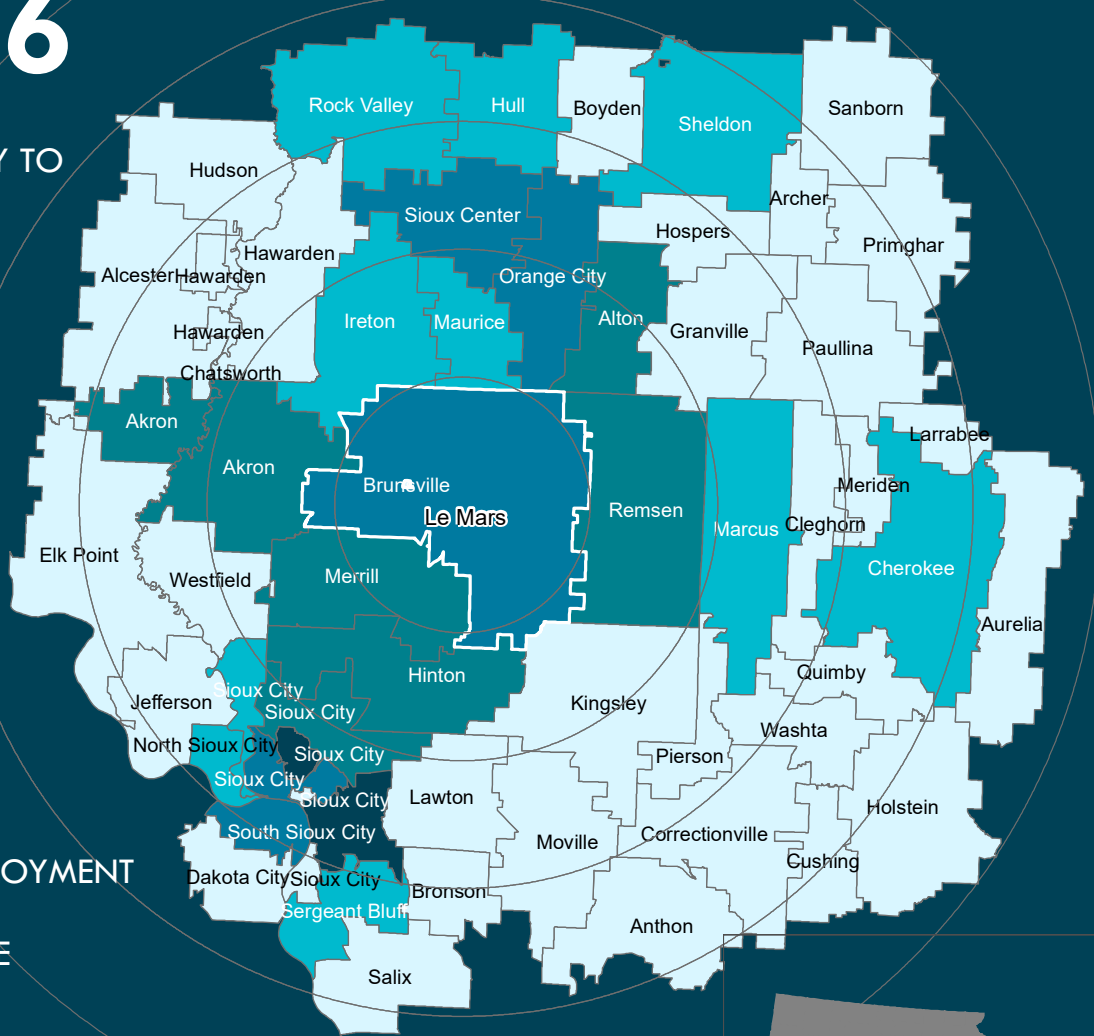 6
Y TO
OYMENT
E
Rock Valley
Hull
Boyden
Sheldon
Sanborn
Hudson
Archer
Sioux Center
Hospers
Primghar
Hawarden
Alcester
Hawarden
Orange City
Ireton
Maurice
Alton
Granville
Hawarden
Paullina
Chatsworth
Akron
Larrabee
Akron
Brunsville
Meriden
Le Mars
Remsen
Marcus
Cleghorn
Elk Point
Westfield
Merrill
Cherokee
Aurelia
Hinton
Quimby
Sioux City
Jefferson
Sioux City
Kingsley
Washta
North Sioux City
Sioux City
Pierson
Sioux City
Lawton
Sioux City
Holstein
South Sioux City
Moville
Correctionville
Cushing
Dakota City
Sioux City
Bronson
Sergeant Bluff
Anthon
Salix